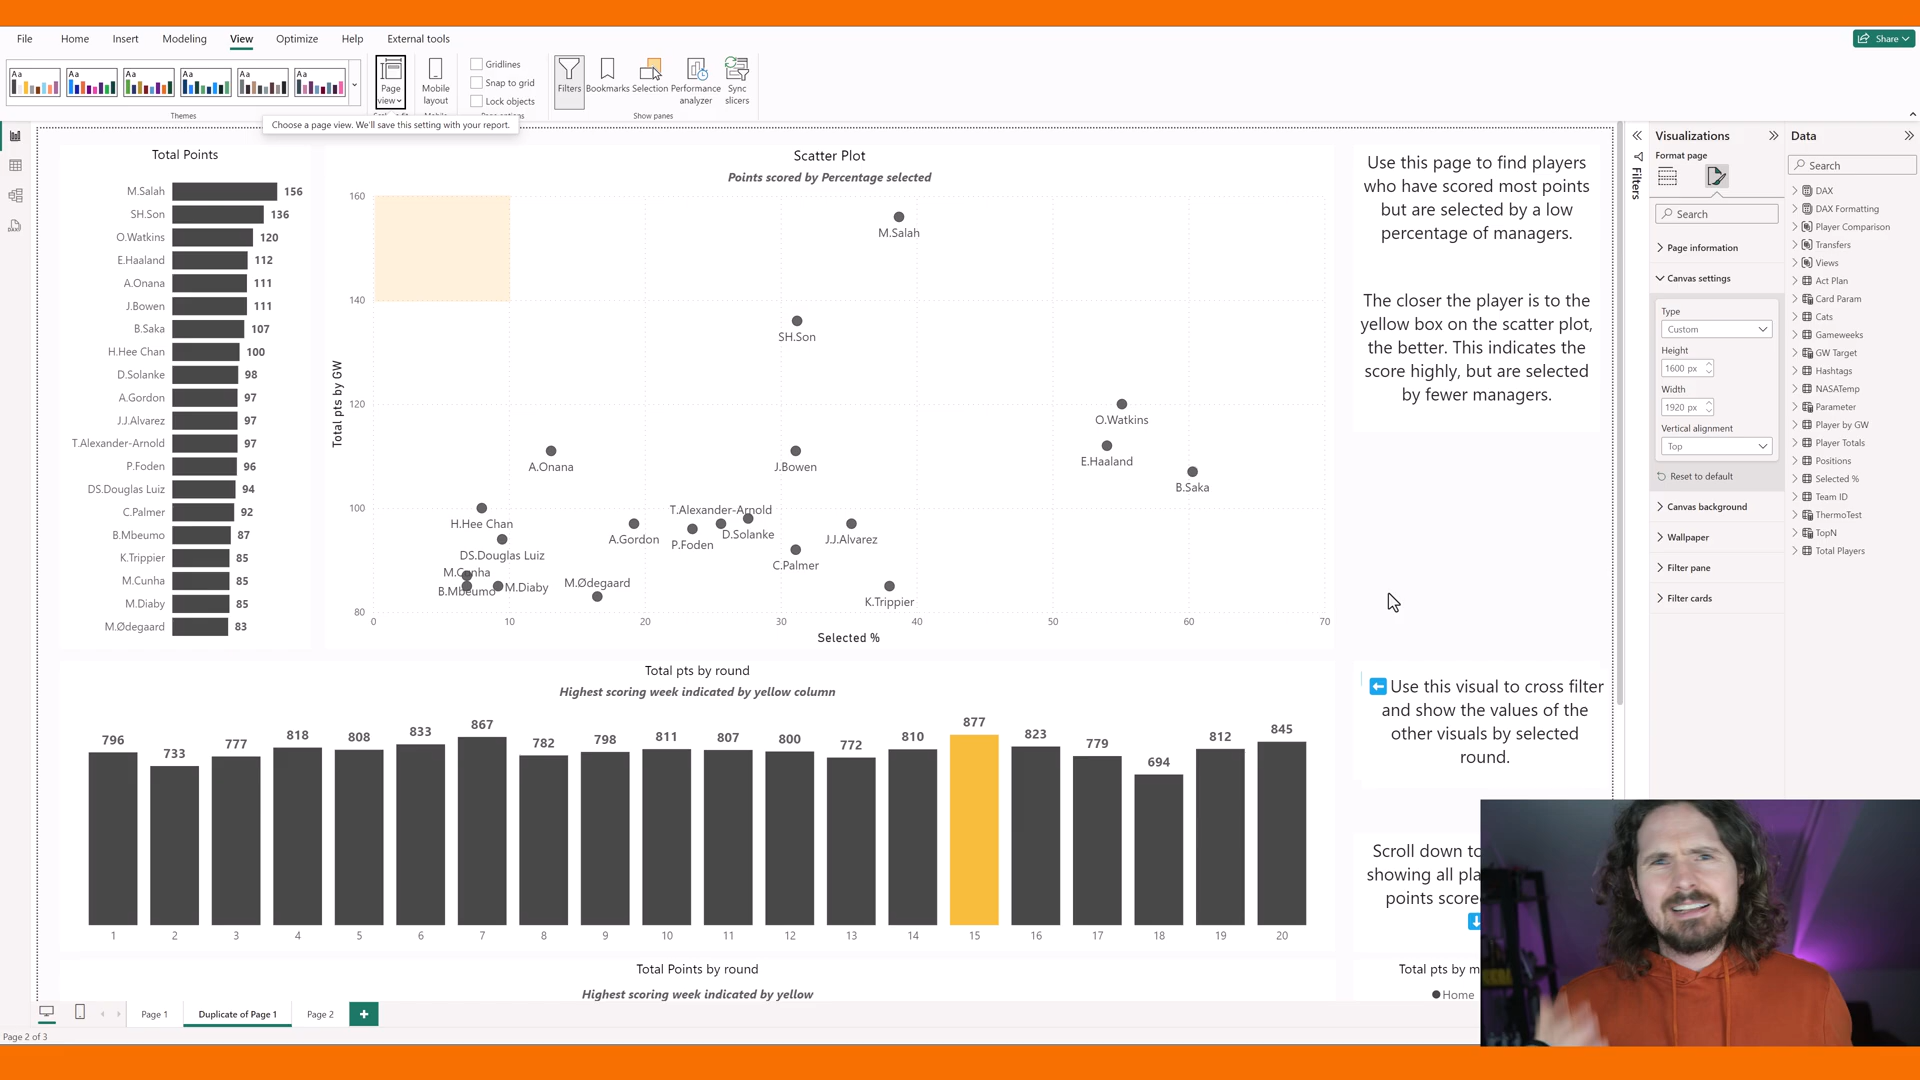 File Home Insert Modeling View Optimize Help External tools
Share
Aa Aa Aa Aa Aa Aa
Themes
Page view
Mobile layout
Gridlines
Snap to grid
Lock objects
Filters Bookmarks Selection Performance analyzer Sync slicers
Show panes
Choose a page view. We'll save this setting with your report.
Total Points
M.Salah 156
SH.Son 136
O.Watkins 120
E.Haaland 112
A.Onana 111
J.Bowen 111
B.Saka 107
H.Hee Chan 100
D.Solanke 98
A.Gordon 97
J.J.Alvarez 97
T.Alexander-Arnold 97
P.Foden 96
DS.Douglas Luiz 94
C.Palmer 92
B.Mbeumo 87
K.Trippier 85
M.Cunha 85
M.Diaby 85
M.Ødegaard 83
Scatter Plot
Points scored by Percentage selected
Total pts by GW
160
140
120
100
80
M.Salah
SH.Son
O.Watkins
E.Haaland
B.Saka
A.Onana
J.Bowen
H.Hee Chan
DS.Douglas Luiz
M.Cunha
B.Mbeumo
M.Diaby
M.Ødegaard
A.Gordon
T.Alexander-Arnold
P.Foden
D.Solanke
J.J.Alvarez
C.Palmer
K.Trippier
0 10 20 30 40 50 60 70
Selected %
Use this page to find players
who have scored most points
but are selected by a low
percentage of managers.
The closer the player is to the
yellow box on the scatter plot,
the better. This indicates the
score highly, but are selected
by fewer managers.
Total pts by round
Highest scoring week indicated by yellow column
796 733 777 818 808 833 867 782 798 811 807 800 772 810 877 823 779 694 812 845
1 2 3 4 5 6 7 8 9 10 11 12 13 14 15 16 17 18 19 20
Use this visual to cross filter
and show the values of the
other visuals by selected
round.
Scroll down to
showing all pla
points score
Total Points by round
Highest scoring week indicated by yellow
Total pts by m
Home
Filters
Visualizations
Format page
Search
Page information
Canvas settings
Type
Custom
Height
1600 px
Width
1920 px
Vertical alignment
Top
Reset to default
Canvas background
Wallpaper
Filter pane
Filter cards
Data
Search
DAX
DAX Formatting
Player Comparison
Transfers
Views
Act Plan
Card Param
Cats
Gameweeks
GW Target
Hashtags
NASATemp
Parameter
Player by GW
Player Totals
Positions
Selected %
Team ID
ThermoTest
TopN
Total Players
Page 1 Duplicate of Page 1 Page 2
Page 2 of 3